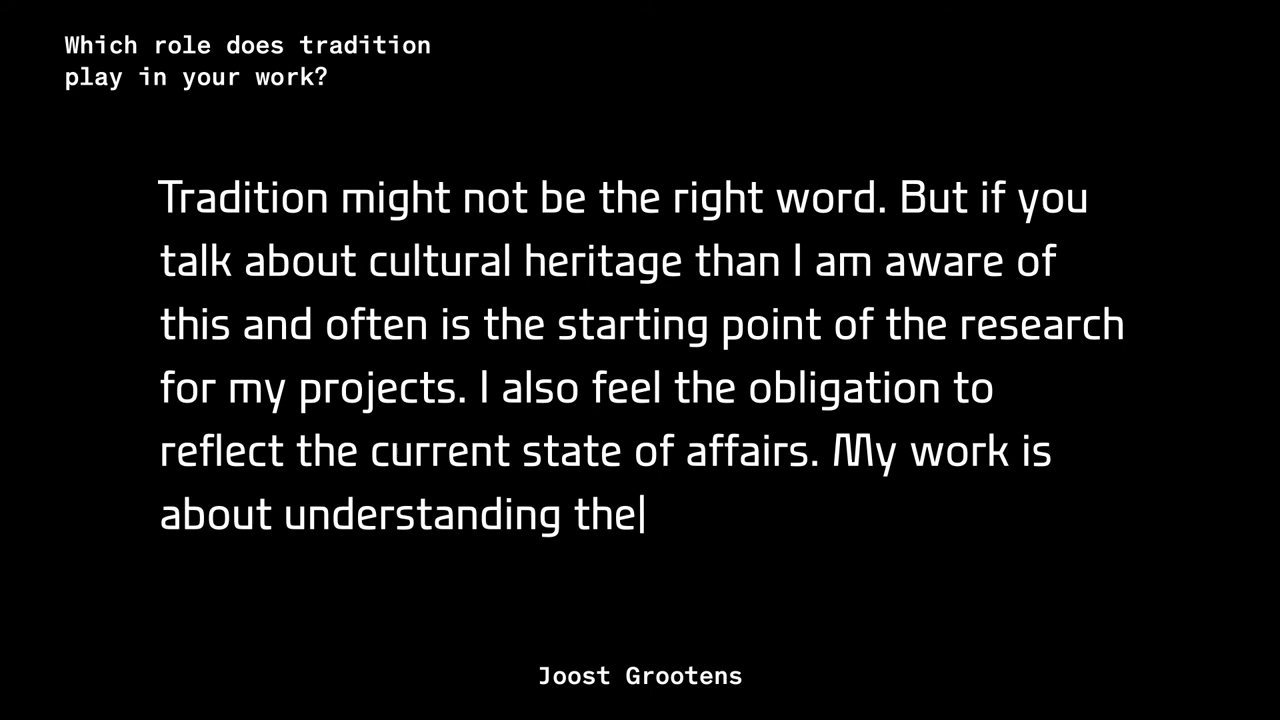 Which role does tradition
play in your work?
Tradition might not be the right word. But if you
talk about cultural heritage than I am aware of
this and often is the starting point of the research
for my projects. I also feel the obligation to
reflect the current state of affairs. My work is
about understanding the
Joost Grootens